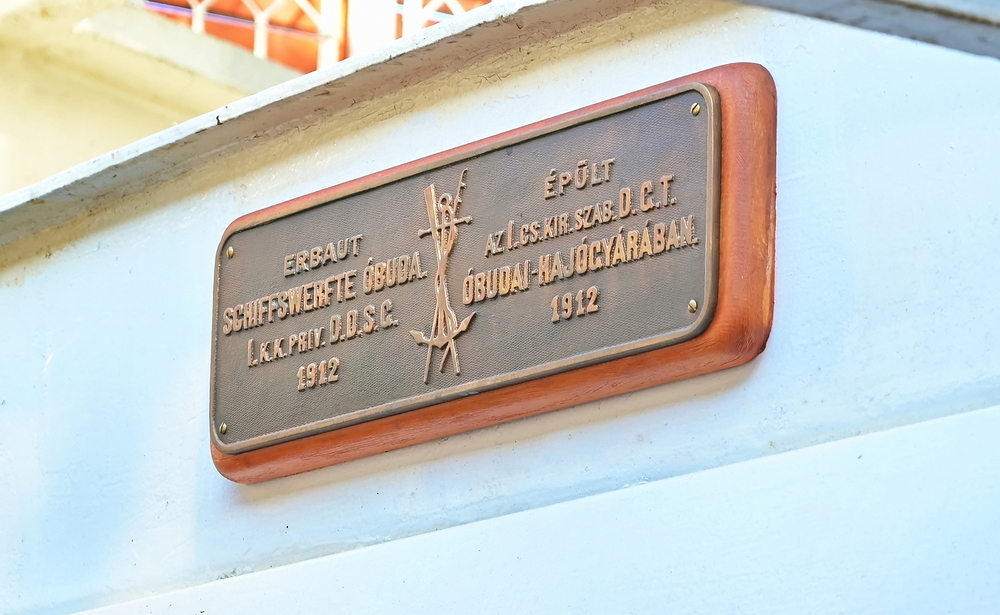 ERBAUT
SCHIFFSWERFTE ÓBUDA.
I.K.K.PRIV. D.D.S.G.
1912
ÉPÜLT
AZ I.CS.KIR.SZAB. D.G.T.
ÓBUDAI-HAJÓGYÁRÁBAN.
1912